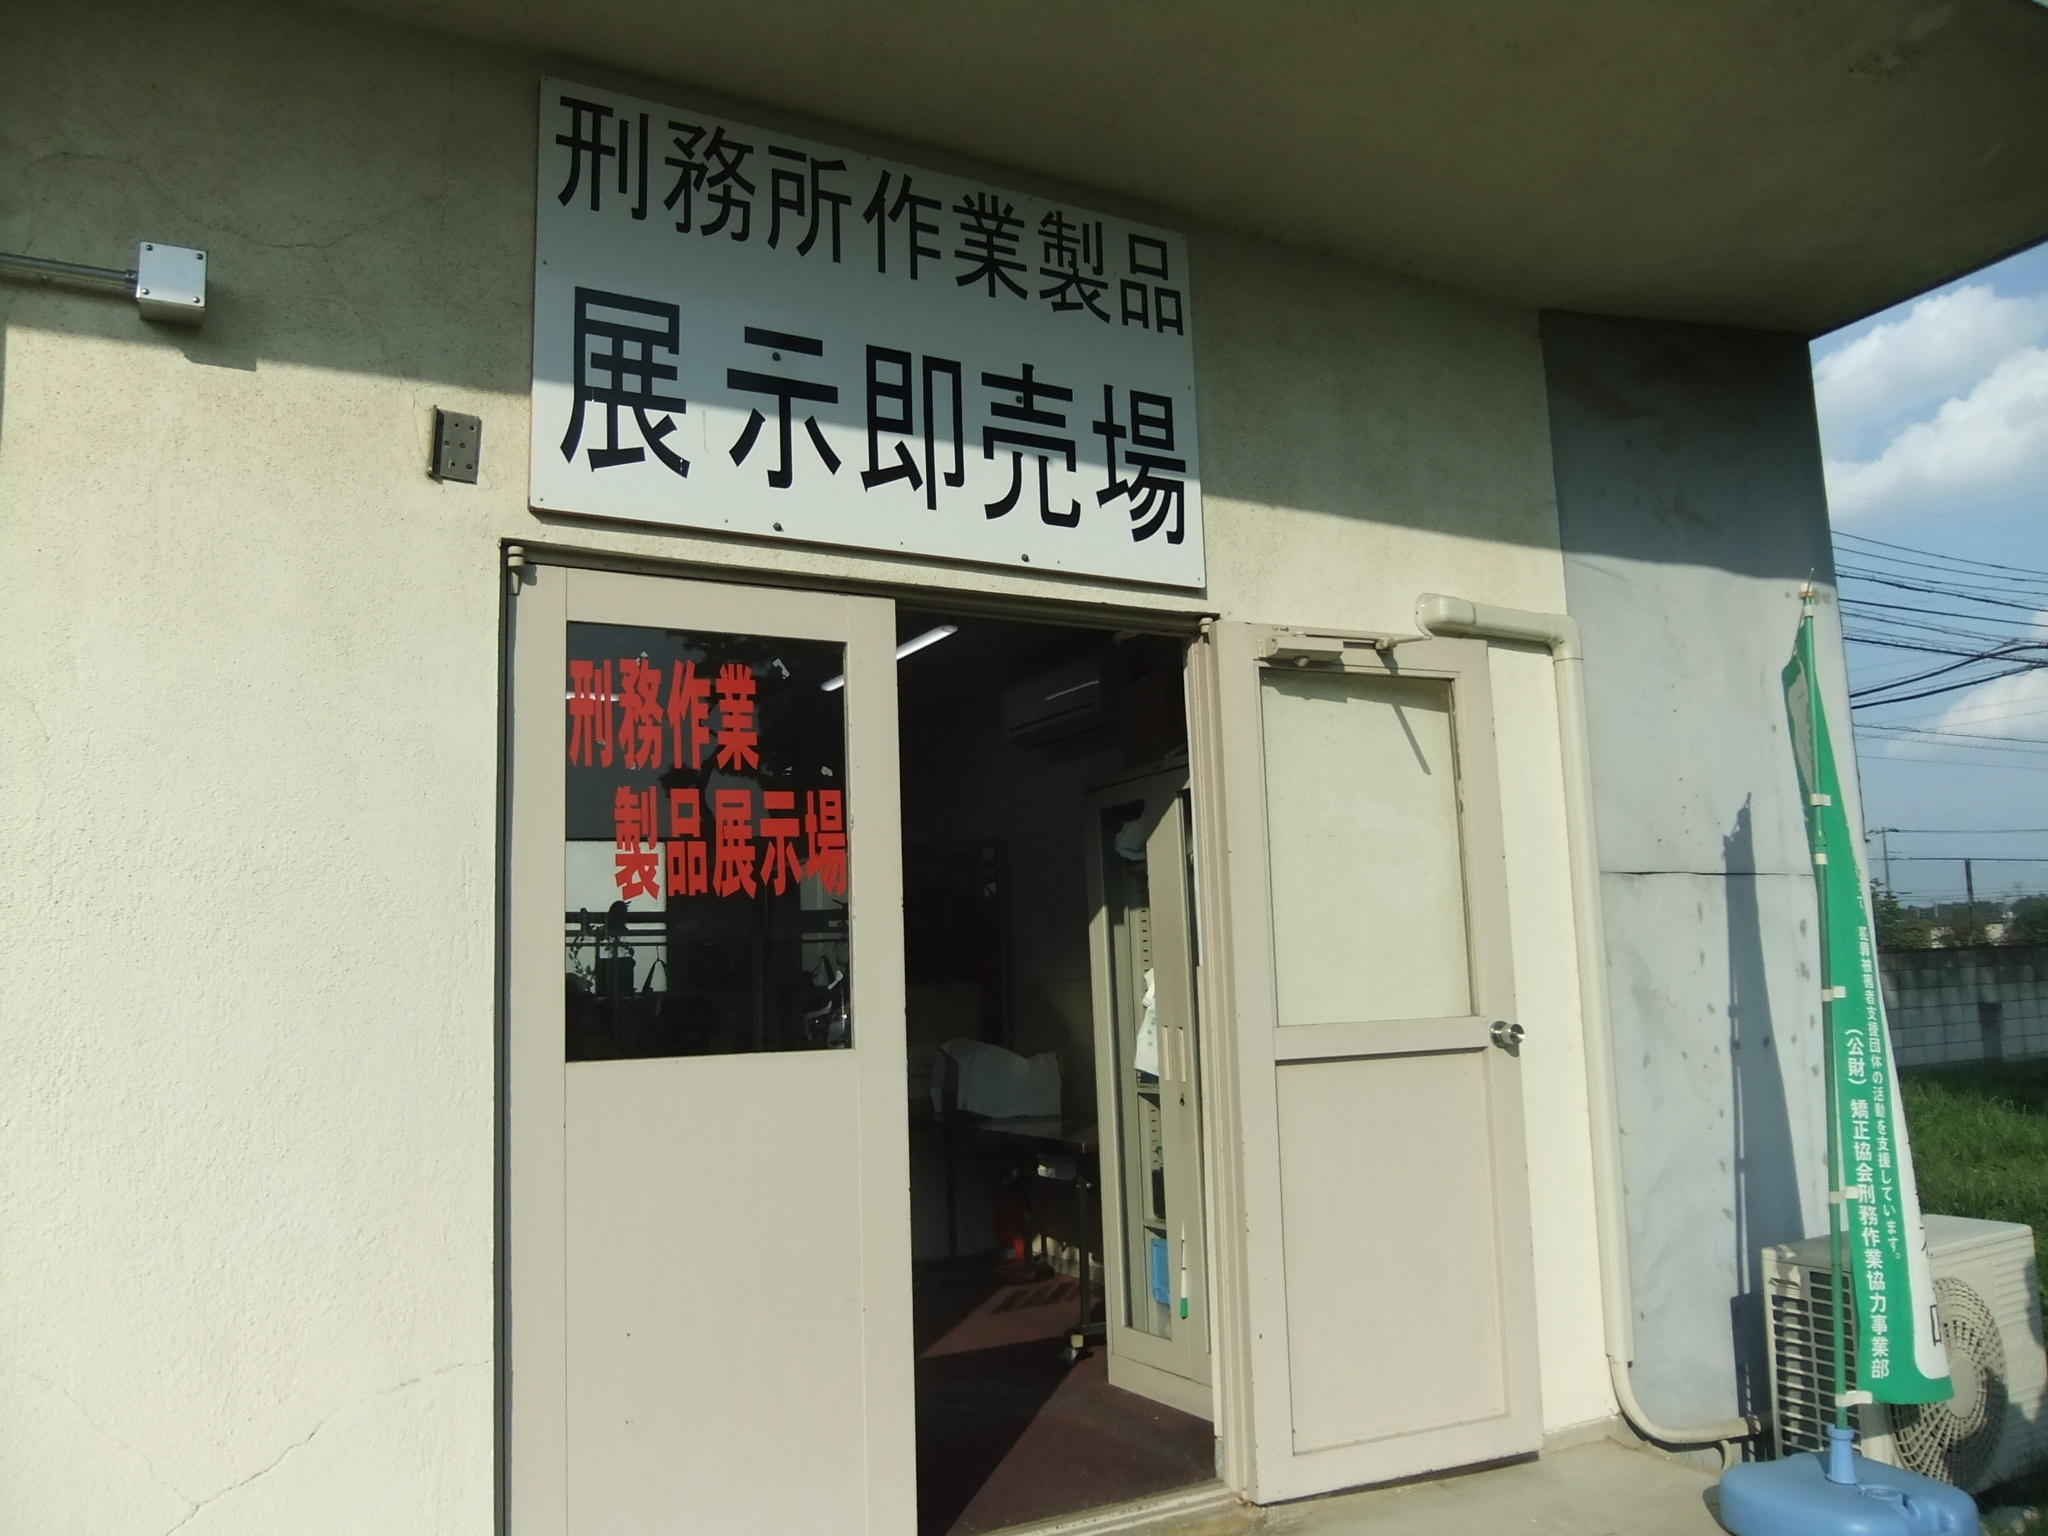 刑務所作業製品
展示即売場
刑務作業
製品展示場
犯罪被害者支援団体の活動を支援しています。
（公財）矯正協会刑務作業協力事業部